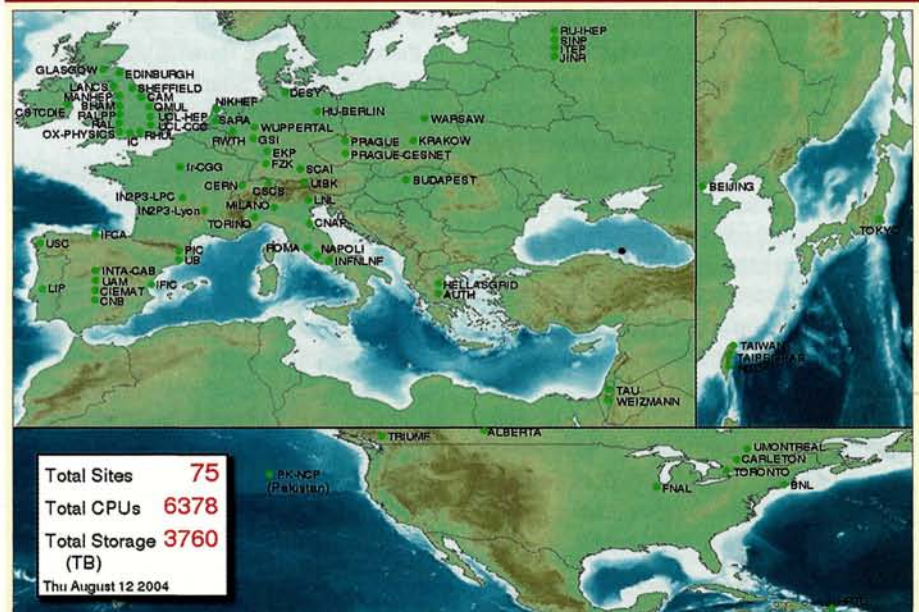 RU-IHEP
SINP
ITEP
JINR
GLASGOW
EDINBURGH
LANCS
SHEFFIELD
MANHEP
CAM
BHAM
QMUL
CSTCDIE
RALPP
UCL-HEP
RAL
UCL-CCC
OX-PHYSICS
IC
RHUL
NIKHEF
SARA
DESY
HU-BERLIN
WARSAW
WUPPERTAL
RWTH
GSI
PRAGUE
KRAKOW
EKP
PRAGUE-CESNET
FZK
SCAI
fr-CGG
CERN
CSCS
UIBK
BUDAPEST
IN2P3-LPC
MILANO
LNL
IN2P3-Lyon
TORINO
CNAF
IFCA
USC
PIC
UB
ROMA
NAPOLI
INFNLNF
INTA-CAB
UAM
CIEMAT
CNB
IFIC
LIP
HELLASGRID
AUTH
TAU
WEIZMANN
BEIJING
TOKYO
TAIWAN
TRIUMF
ALBERTA
UMONTREAL
CARLETON
TORONTO
BNL
FNAL
PK-NCP
(Pakistan)
Total Sites 75
Total CPUs 6378
Total Storage 3760
(TB)
Thu August 12 2004